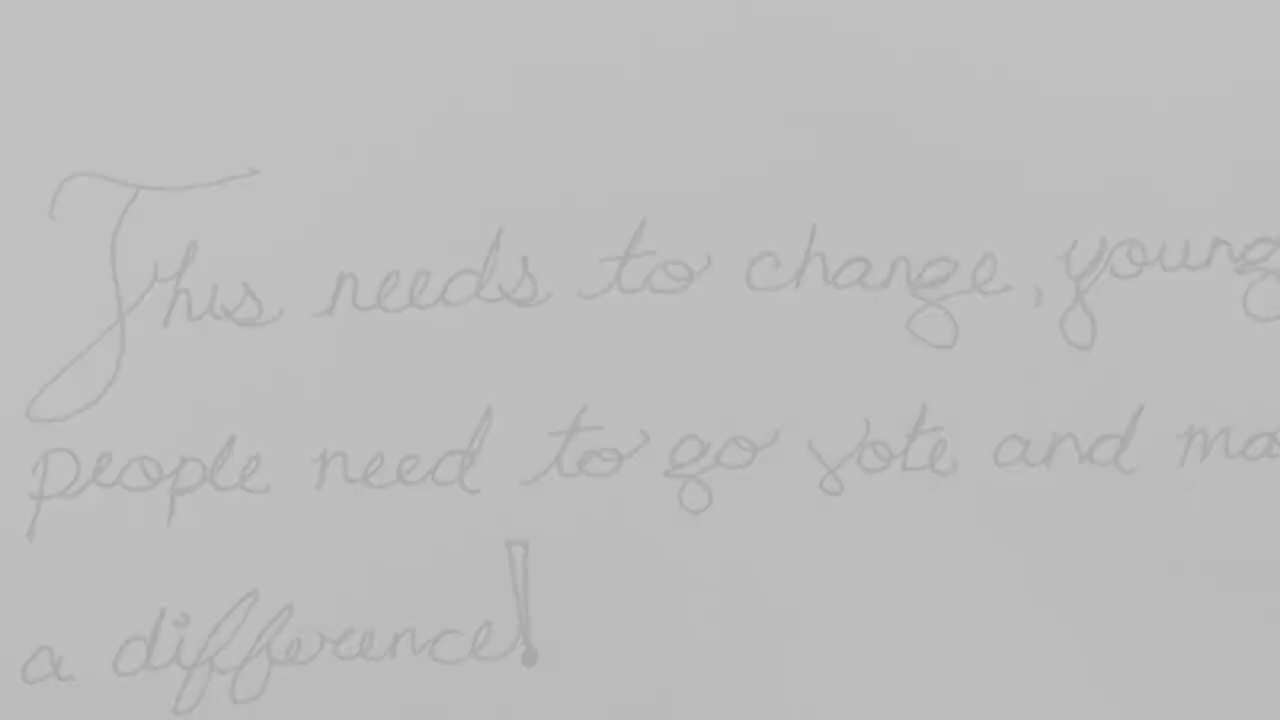 This needs to change, young
people need to go vote and ma
a difference!